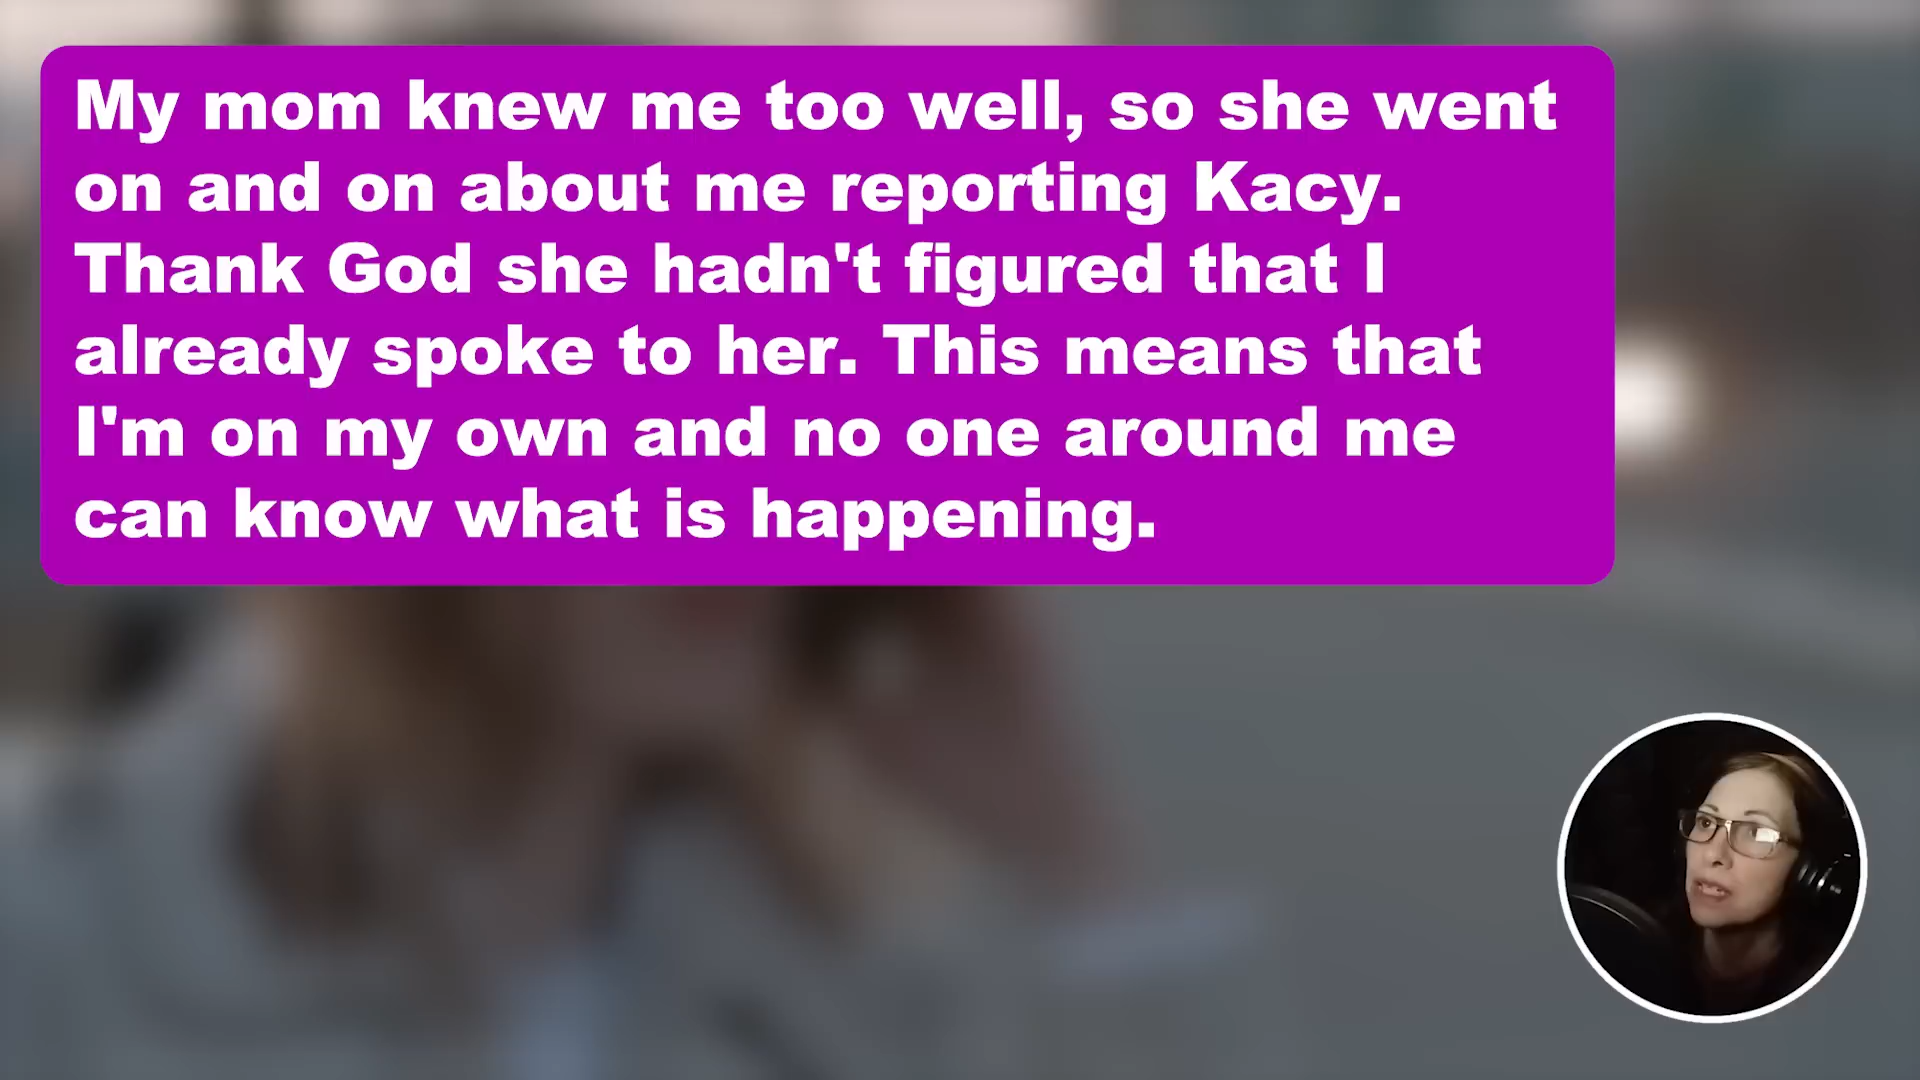 My mom knew me too well, so she went
on and on about me reporting Kacy.
Thank God she hadn't figured that I
already spoke to her. This means that
I'm on my own and no one around me
can know what is happening.